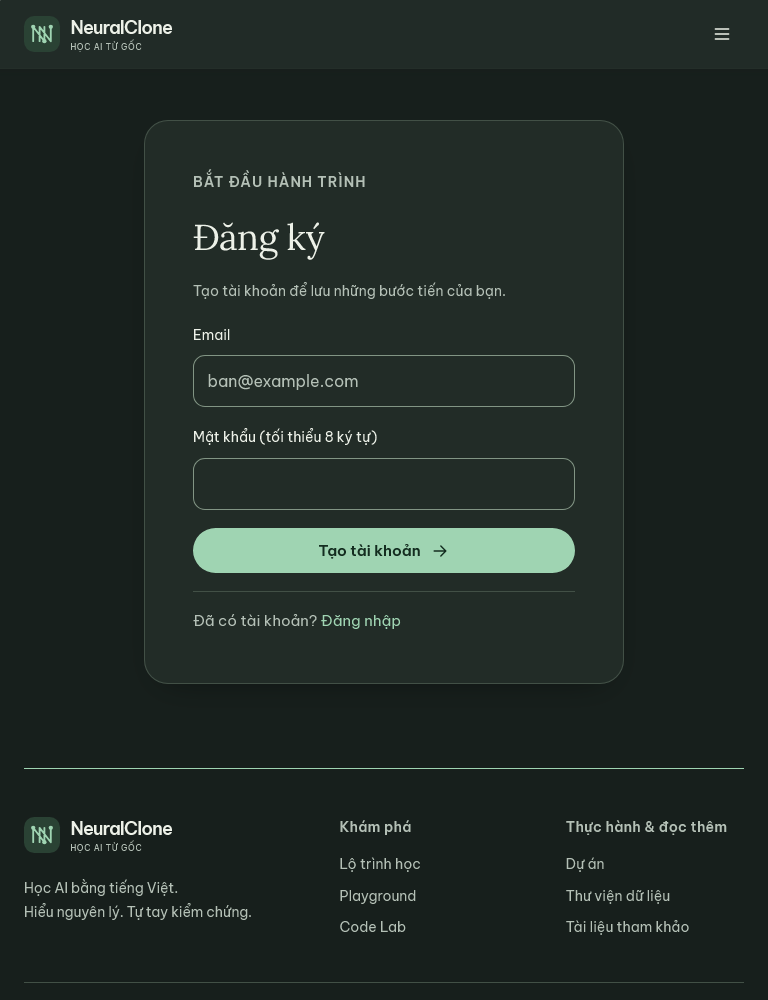 NeuralClone
HỌC AI TỪ GỐC
BẮT ĐẦU HÀNH TRÌNH
Đăng ký
Tạo tài khoản để lưu những bước tiến của bạn.
Email
ban@example.com
Mật khẩu (tối thiểu 8 ký tự)
Tạo tài khoản
Đã có tài khoản? Đăng nhập
NeuralClone
HỌC AI TỪ GỐC
Học AI bằng tiếng Việt.
Hiểu nguyên lý. Tự tay kiểm chứng.
Khám phá
Lộ trình học
Playground
Code Lab
Thực hành & đọc thêm
Dự án
Thư viện dữ liệu
Tài liệu tham khảo